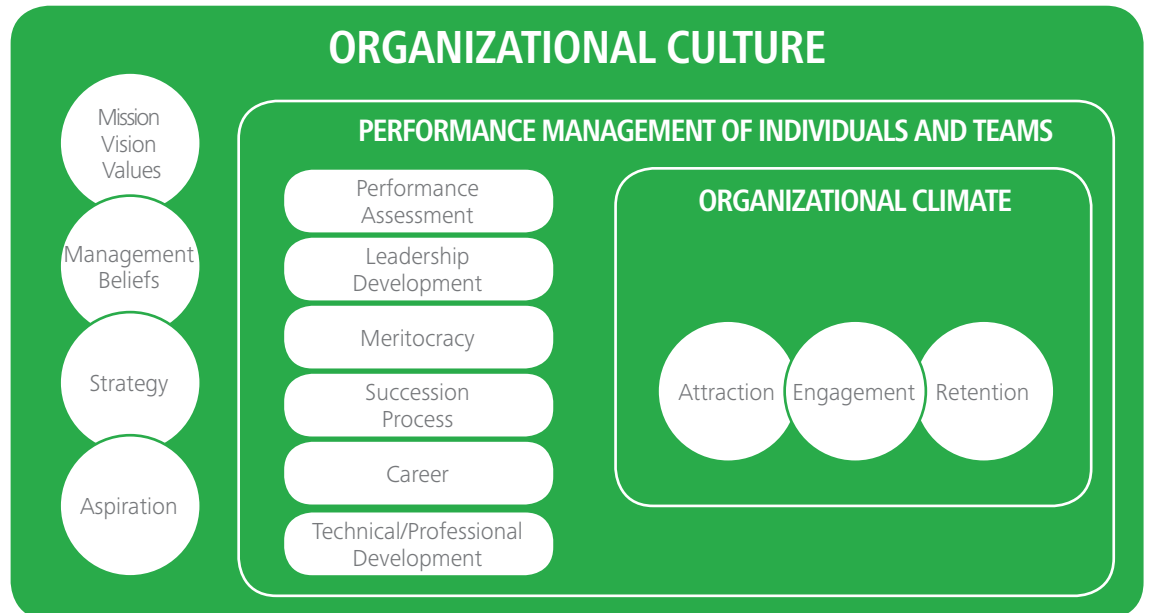 ORGANIZATIONAL CULTURE
Mission
Vision
Values
Management
Beliefs
Strategy
Aspiration
PERFORMANCE MANAGEMENT OF INDIVIDUALS AND TEAMS
Performance
Assessment
Leadership
Development
Meritocracy
Succession
Process
Career
Technical/Professional
Development
ORGANIZATIONAL CLIMATE
Attraction
Engagement
Retention